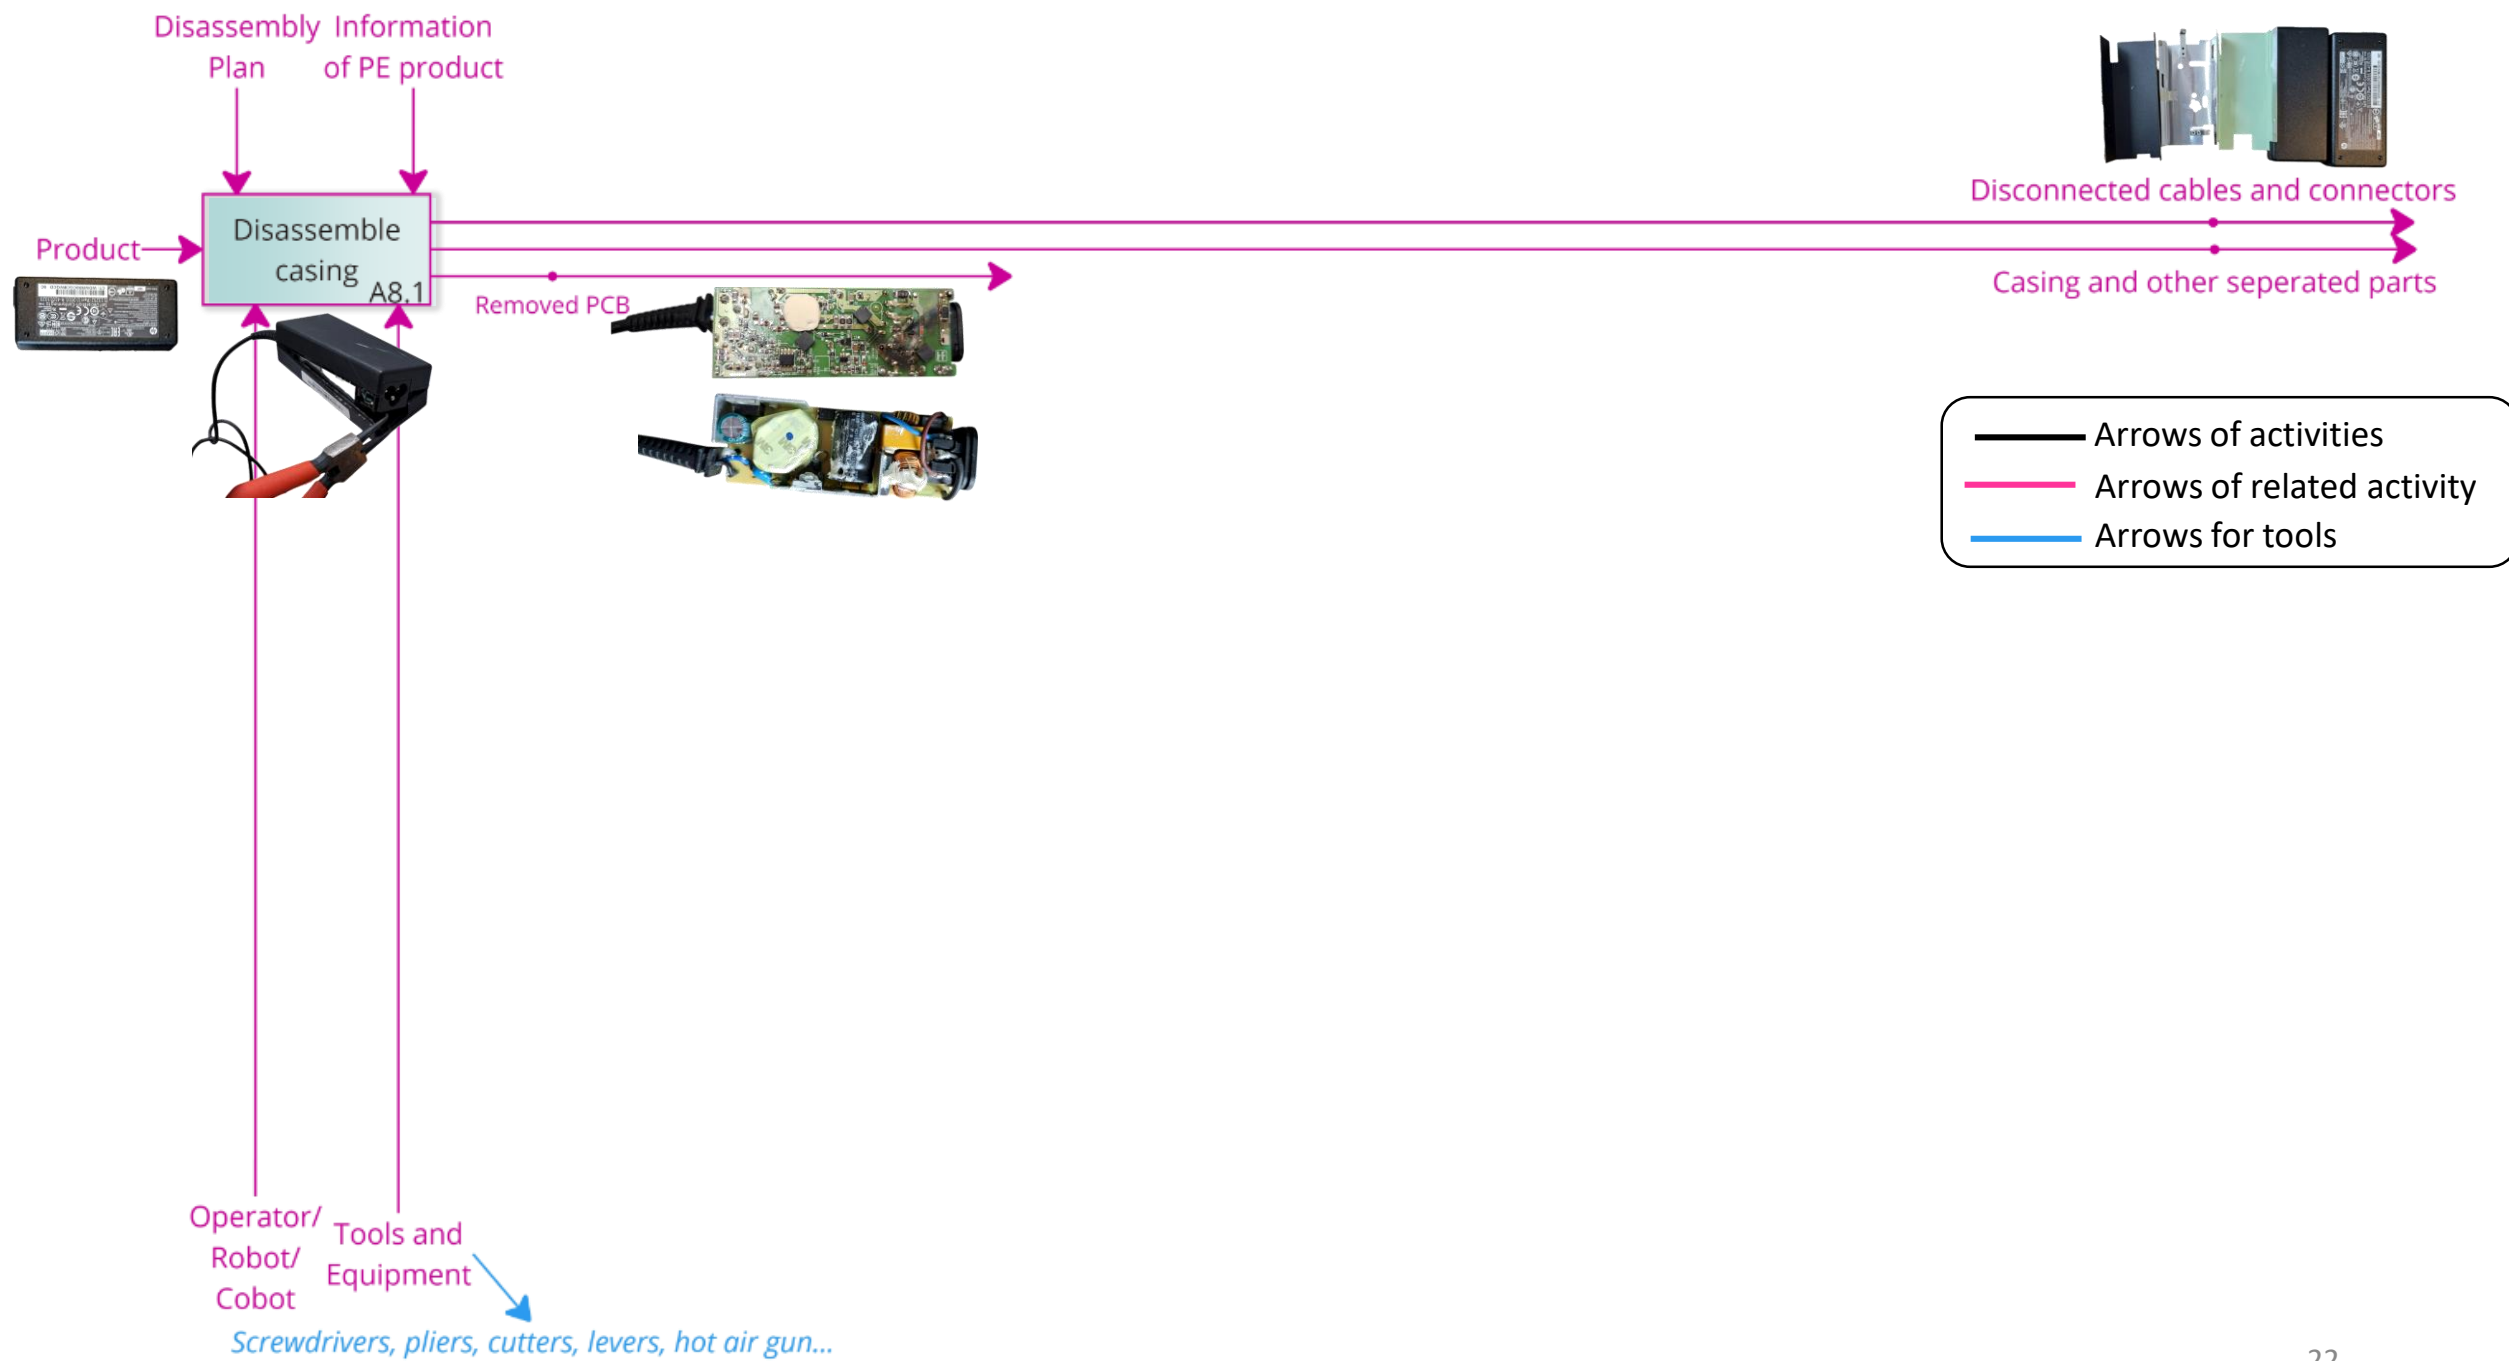 Disassembly
Plan
Information
of PE product
Disconnected cables and connectors
Product
Disassemble
casing
A8.1
Removed PCB
Casing and other seperated parts
Arrows of activities
Arrows of related activity
Arrows for tools
Operator/
Robot/
Cobot
Tools and
Equipment
Screwdrivers, pliers, cutters, levers, hot air gun...
22